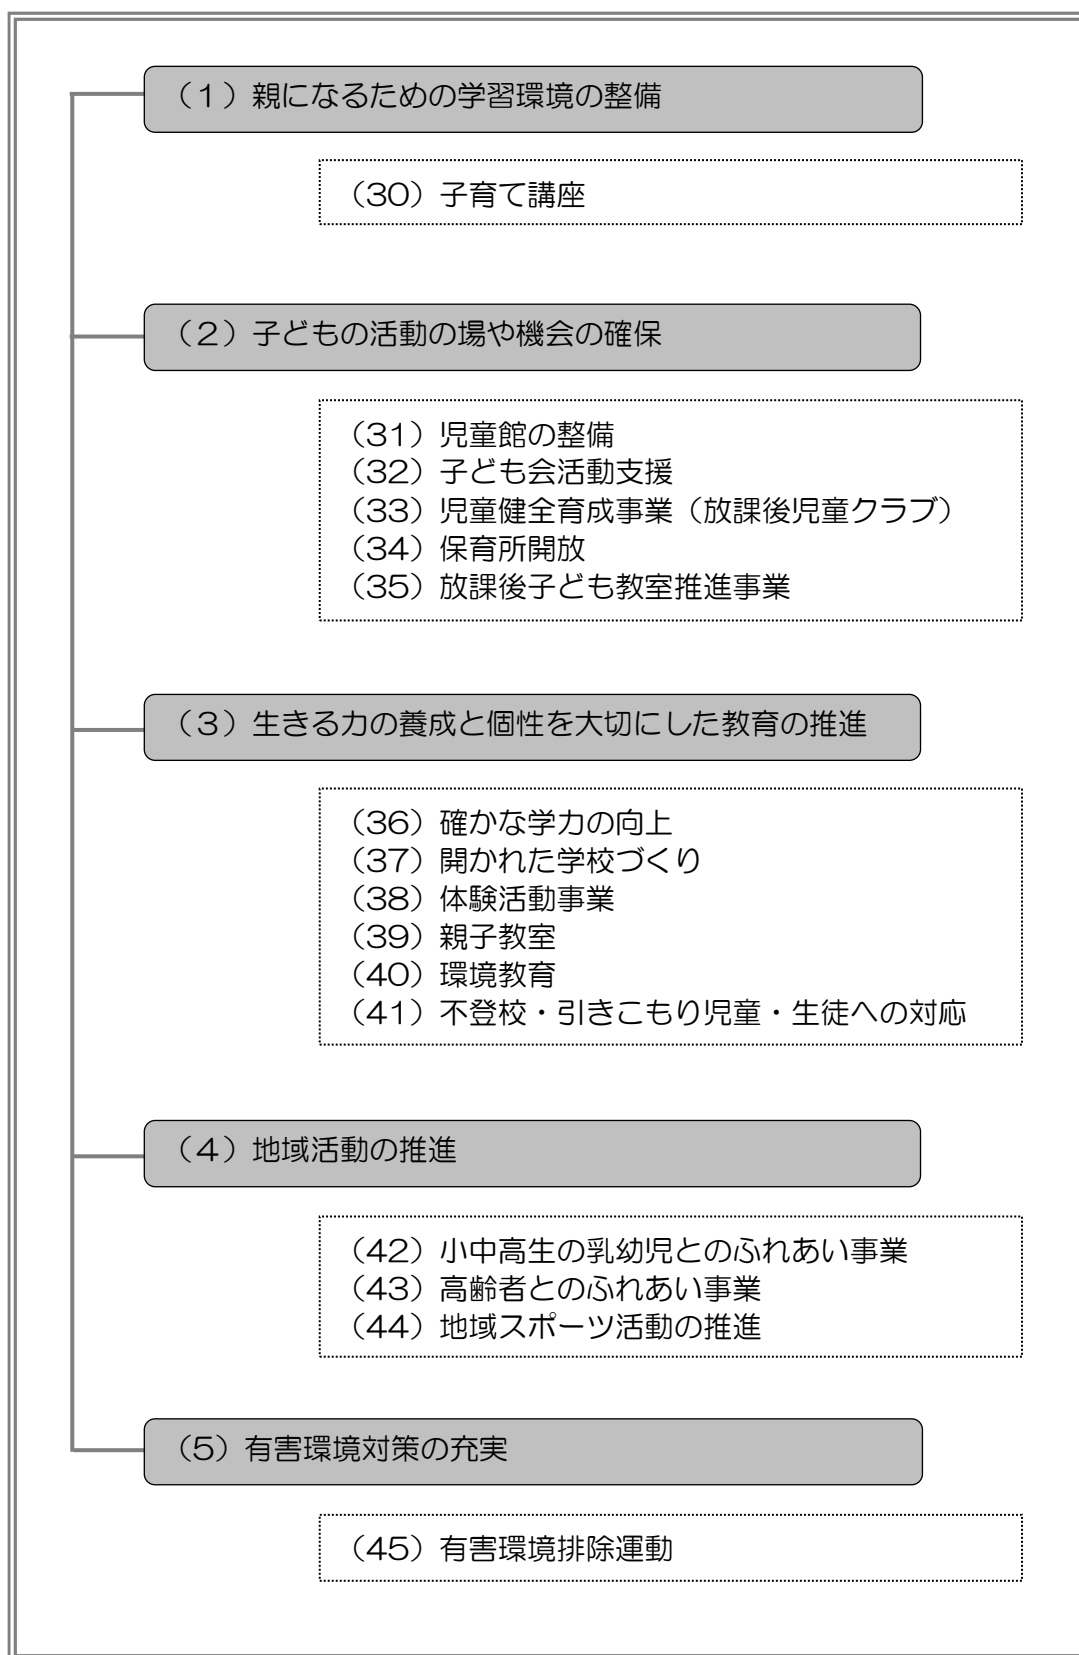 （１）親になるための学習環境の整備
（30）子育て講座
（２）子どもの活動の場や機会の確保
（31）児童館の整備
（32）子ども会活動支援
（33）児童健全育成事業（放課後児童クラブ）
（34）保育所開放
（35）放課後子ども教室推進事業
（３）生きる力の養成と個性を大切にした教育の推進
（36）確かな学力の向上
（37）開かれた学校づくり
（38）体験活動事業
（39）親子教室
（40）環境教育
（41）不登校・引きこもり児童・生徒への対応
（４）地域活動の推進
（42）小中高生の乳幼児とのふれあい事業
（43）高齢者とのふれあい事業
（44）地域スポーツ活動の推進
（5）有害環境対策の充実
（45）有害環境排除運動